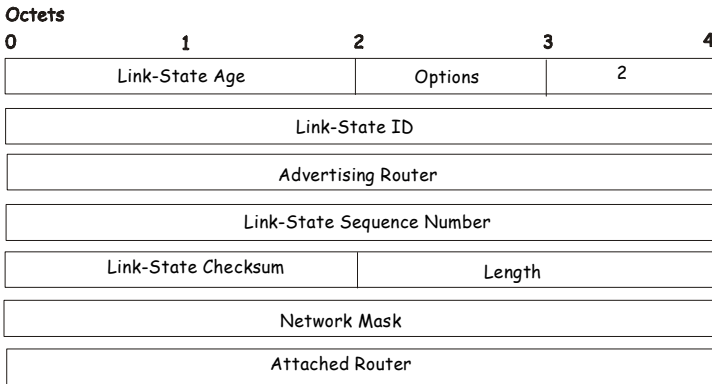 Octets
0 1 2 3 4
Link-State Age Options 2
Link-State ID
Advertising Router
Link-State Sequence Number
Link-State Checksum Length
Network Mask
Attached Router